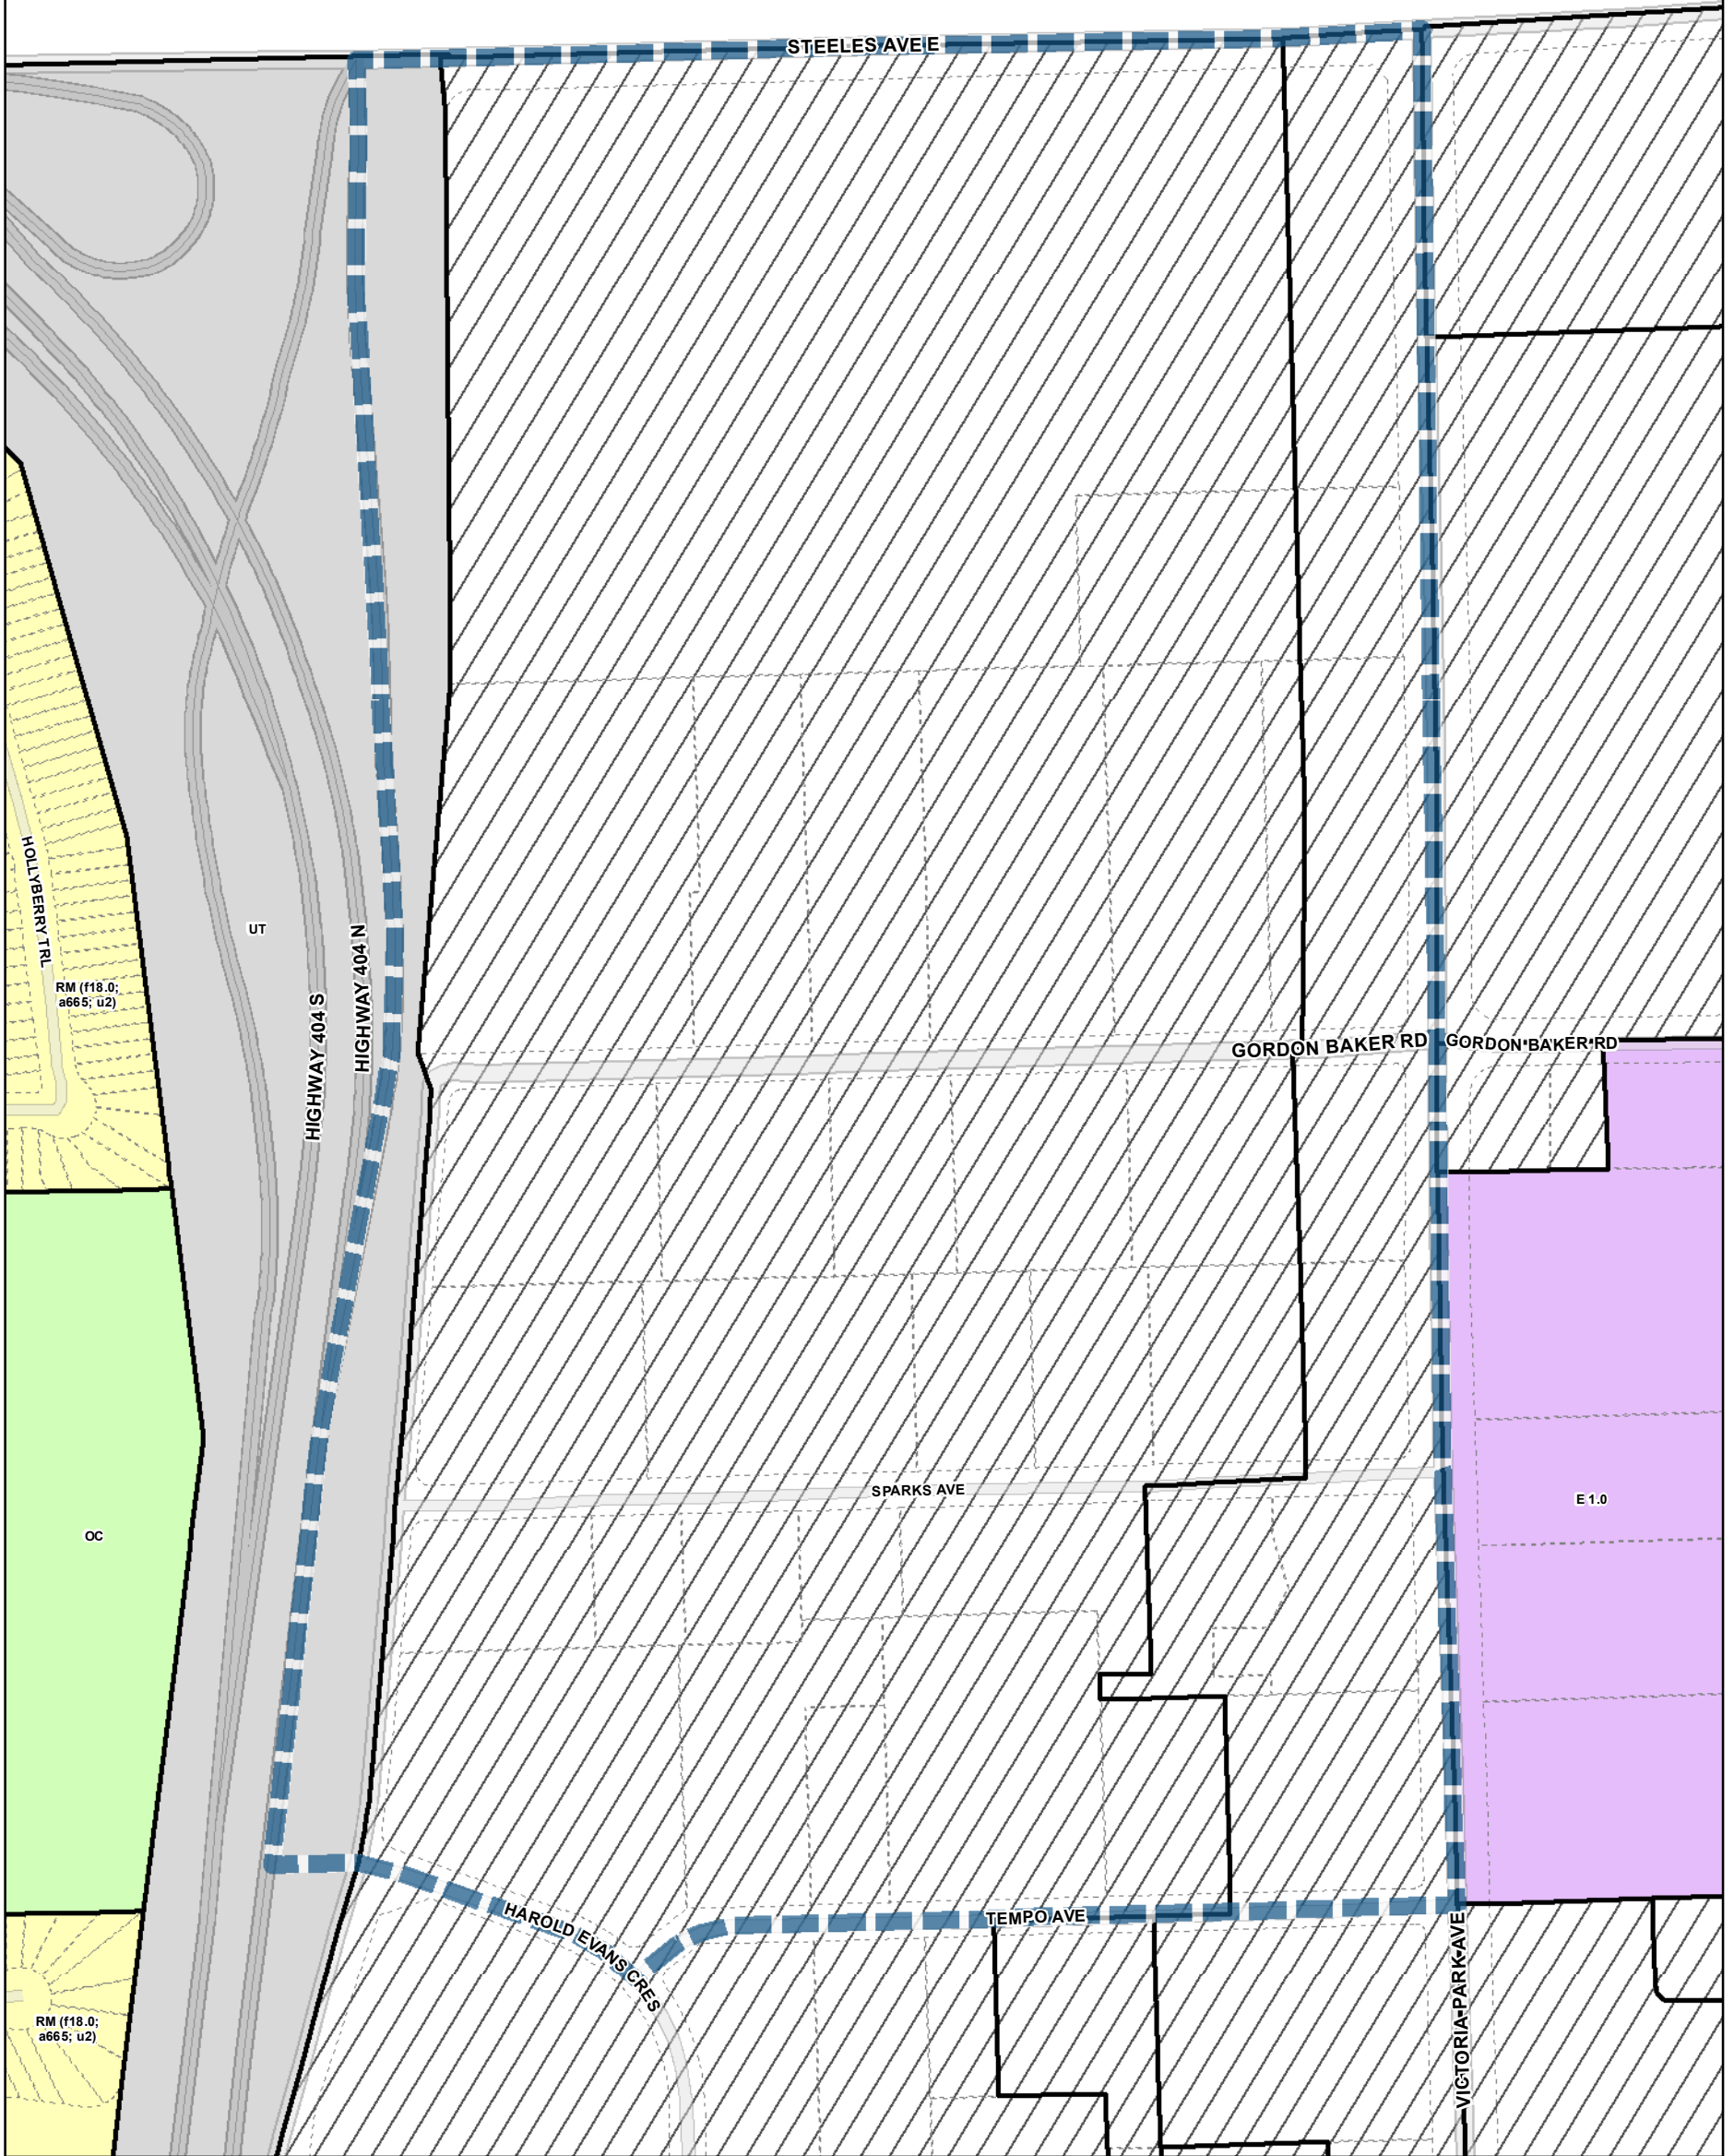 STEELES AVE E
HOLLYBERRY TRL
UT
HIGHWAY 404 N
RM (f18.0;
a665; u2)
HIGHWAY 404 S
GORDON BAKER RD
GORDON BAKER RD
SPARKS AVE
E 1.0
OC
HAROLD EVANS CRES
TEMPO AVE
VICTORIA PARK AVE
RM (f18.0;
a665; u2)